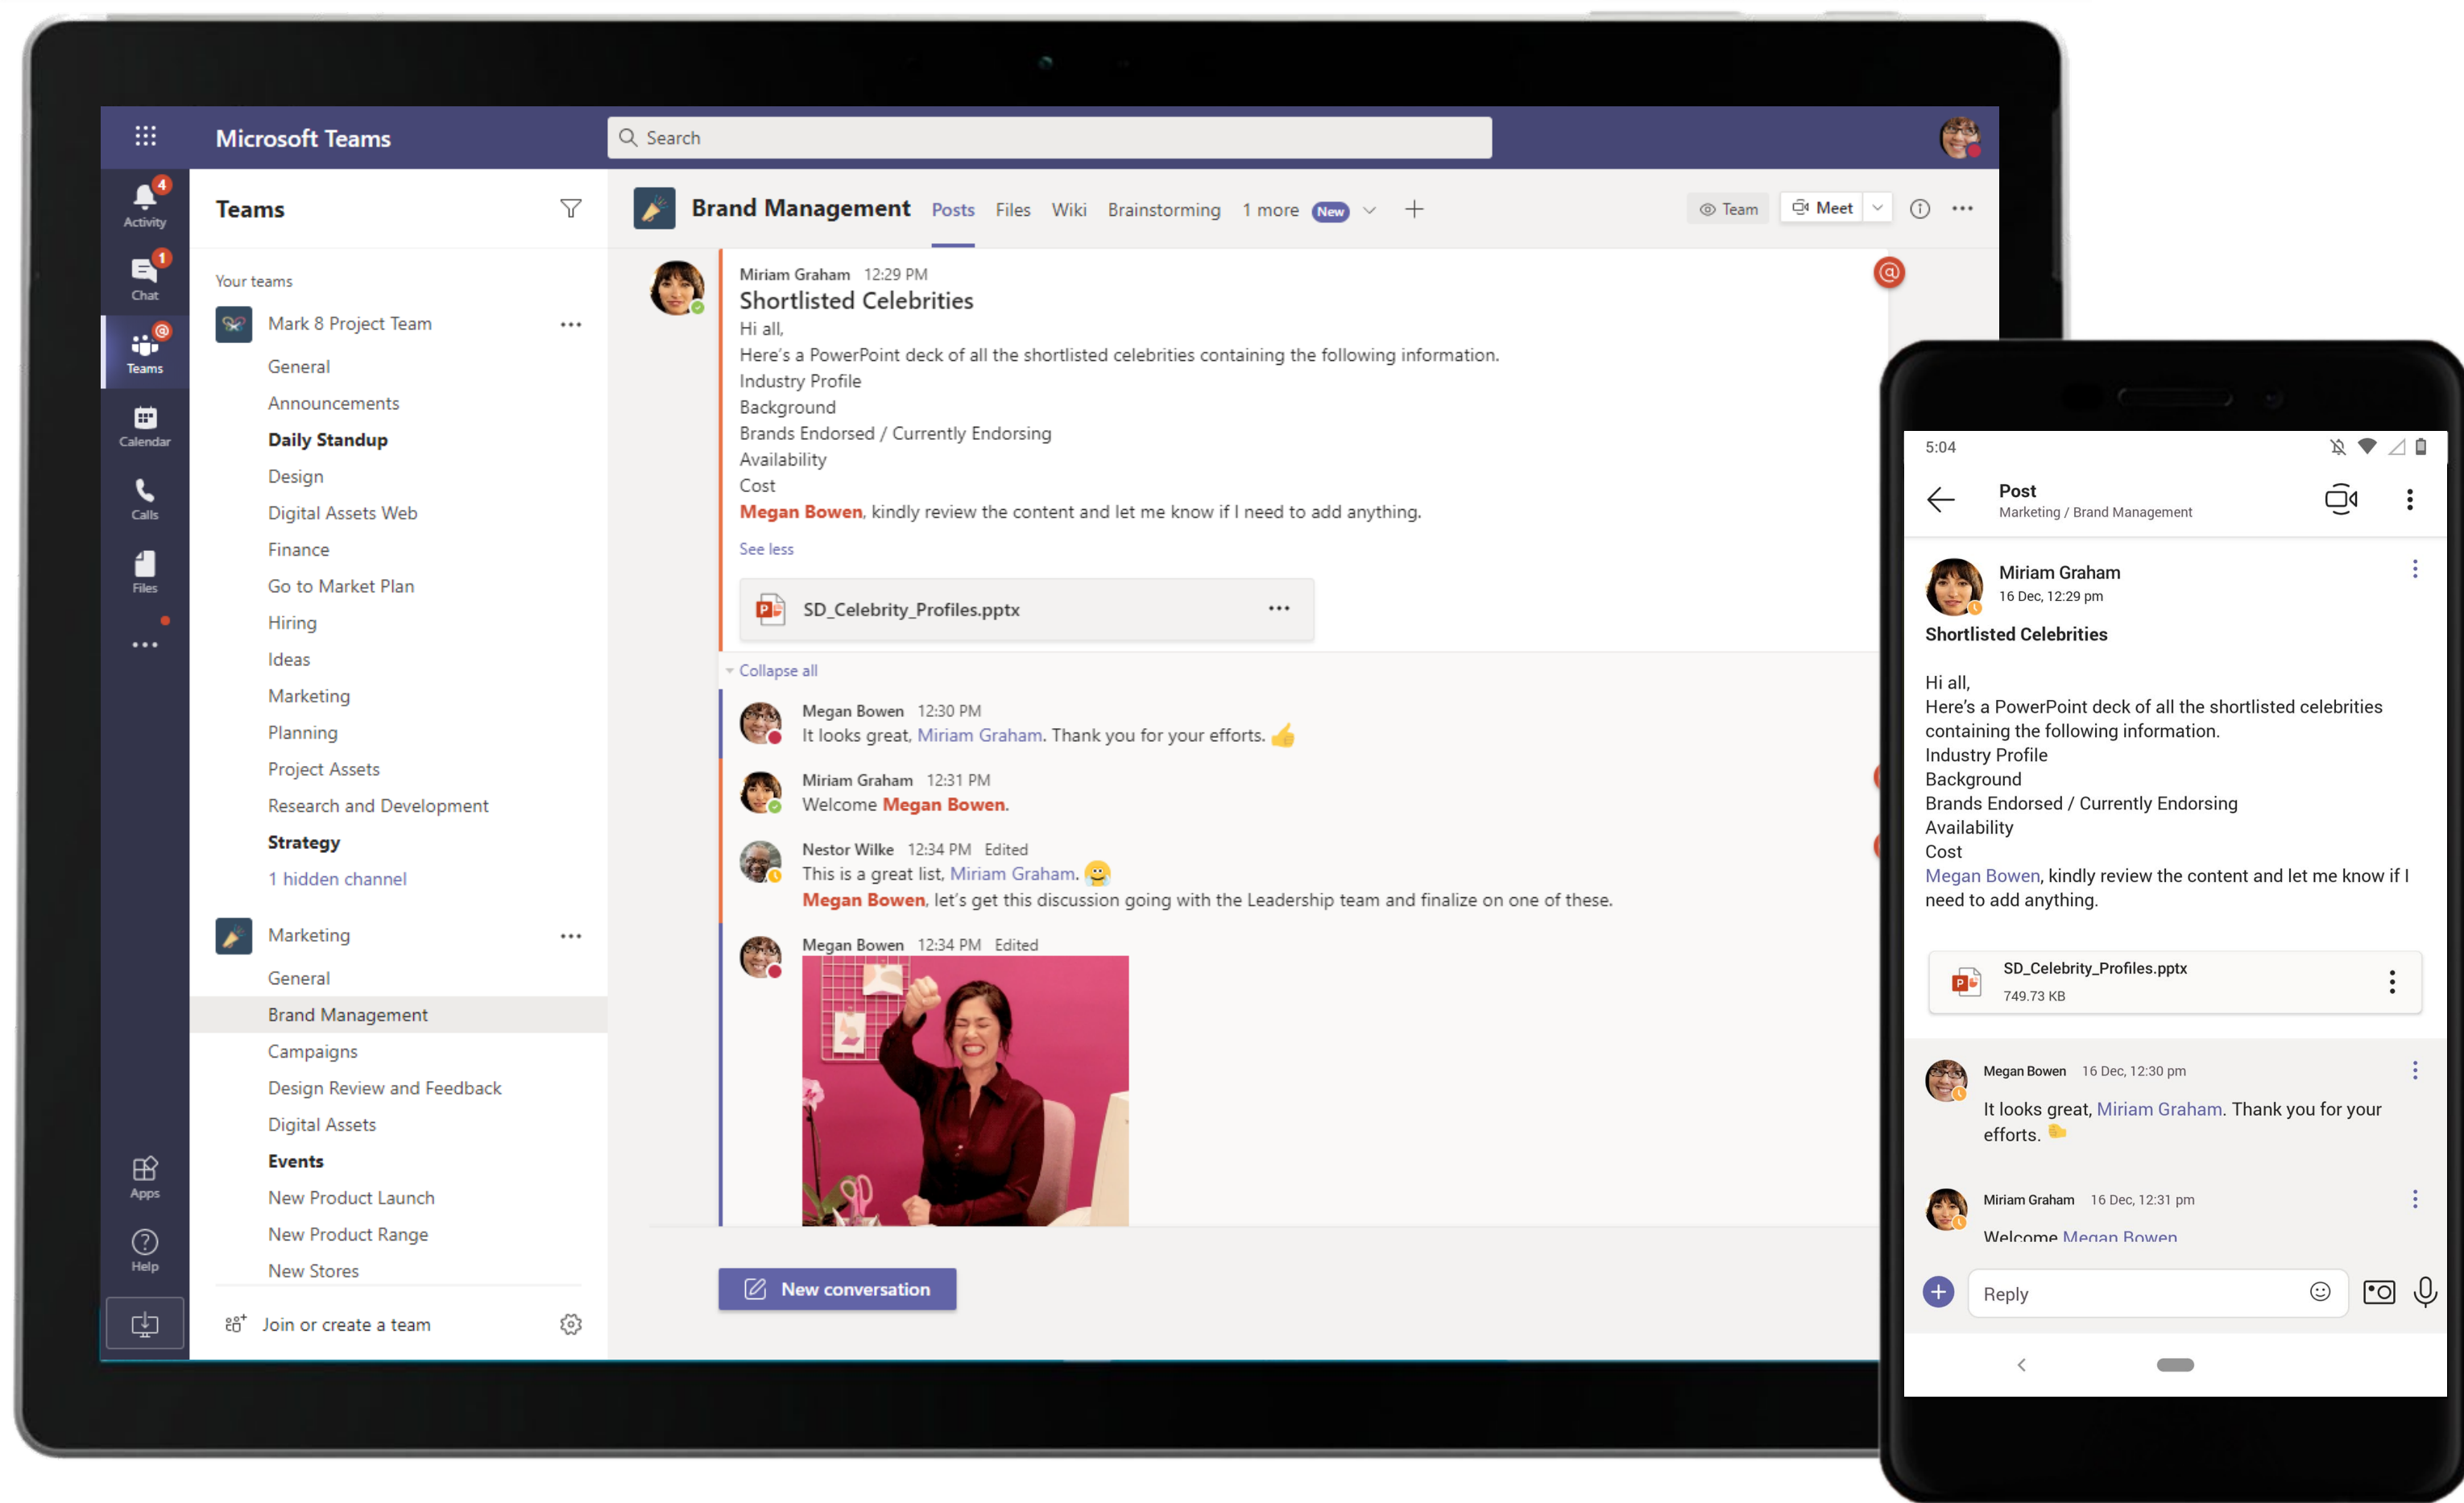 Microsoft Teams
Search
4
Activity
1
Chat
@
Teams
Calendar
Calls
Files
Apps
Help
Teams
Your teams
Mark 8 Project Team
General
Announcements
Daily Standup
Design
Digital Assets Web
Finance
Go to Market Plan
Hiring
Ideas
Marketing
Planning
Project Assets
Research and Development
Strategy
1 hidden channel
Marketing
General
Brand Management
Campaigns
Design Review and Feedback
Digital Assets
Events
New Product Launch
New Product Range
New Stores
Join or create a team
Brand Management Posts Files Wiki Brainstorming 1 more New
Team Meet
Miriam Graham 12:29 PM
@
Shortlisted Celebrities
Hi all,
Here's a PowerPoint deck of all the shortlisted celebrities containing the following information.
Industry Profile
Background
Brands Endorsed / Currently Endorsing
Availability
Cost
Megan Bowen, kindly review the content and let me know if I need to add anything.
See less
SD_Celebrity_Profiles.pptx
Collapse all
Megan Bowen 12:30 PM
It looks great, Miriam Graham. Thank you for your efforts. 👍
Miriam Graham 12:31 PM
Welcome Megan Bowen.
Nestor Wilke 12:34 PM Edited
This is a great list, Miriam Graham.
Megan Bowen, let's get this discussion going with the Leadership team and finalize on one of these.
Megan Bowen 12:34 PM Edited
New conversation
5:04
Post
Marketing / Brand Management
Miriam Graham
16 Dec, 12:29 pm
Shortlisted Celebrities
Hi all,
Here's a PowerPoint deck of all the shortlisted celebrities
containing the following information.
Industry Profile
Background
Brands Endorsed / Currently Endorsing
Availability
Cost
Megan Bowen, kindly review the content and let me know if I
need to add anything.
SD_Celebrity_Profiles.pptx
749.73 KB
Megan Bowen 16 Dec, 12:30 pm
It looks great, Miriam Graham. Thank you for your
efforts.
Miriam Graham 16 Dec, 12:31 pm
Welcome Megan Bowen
Reply